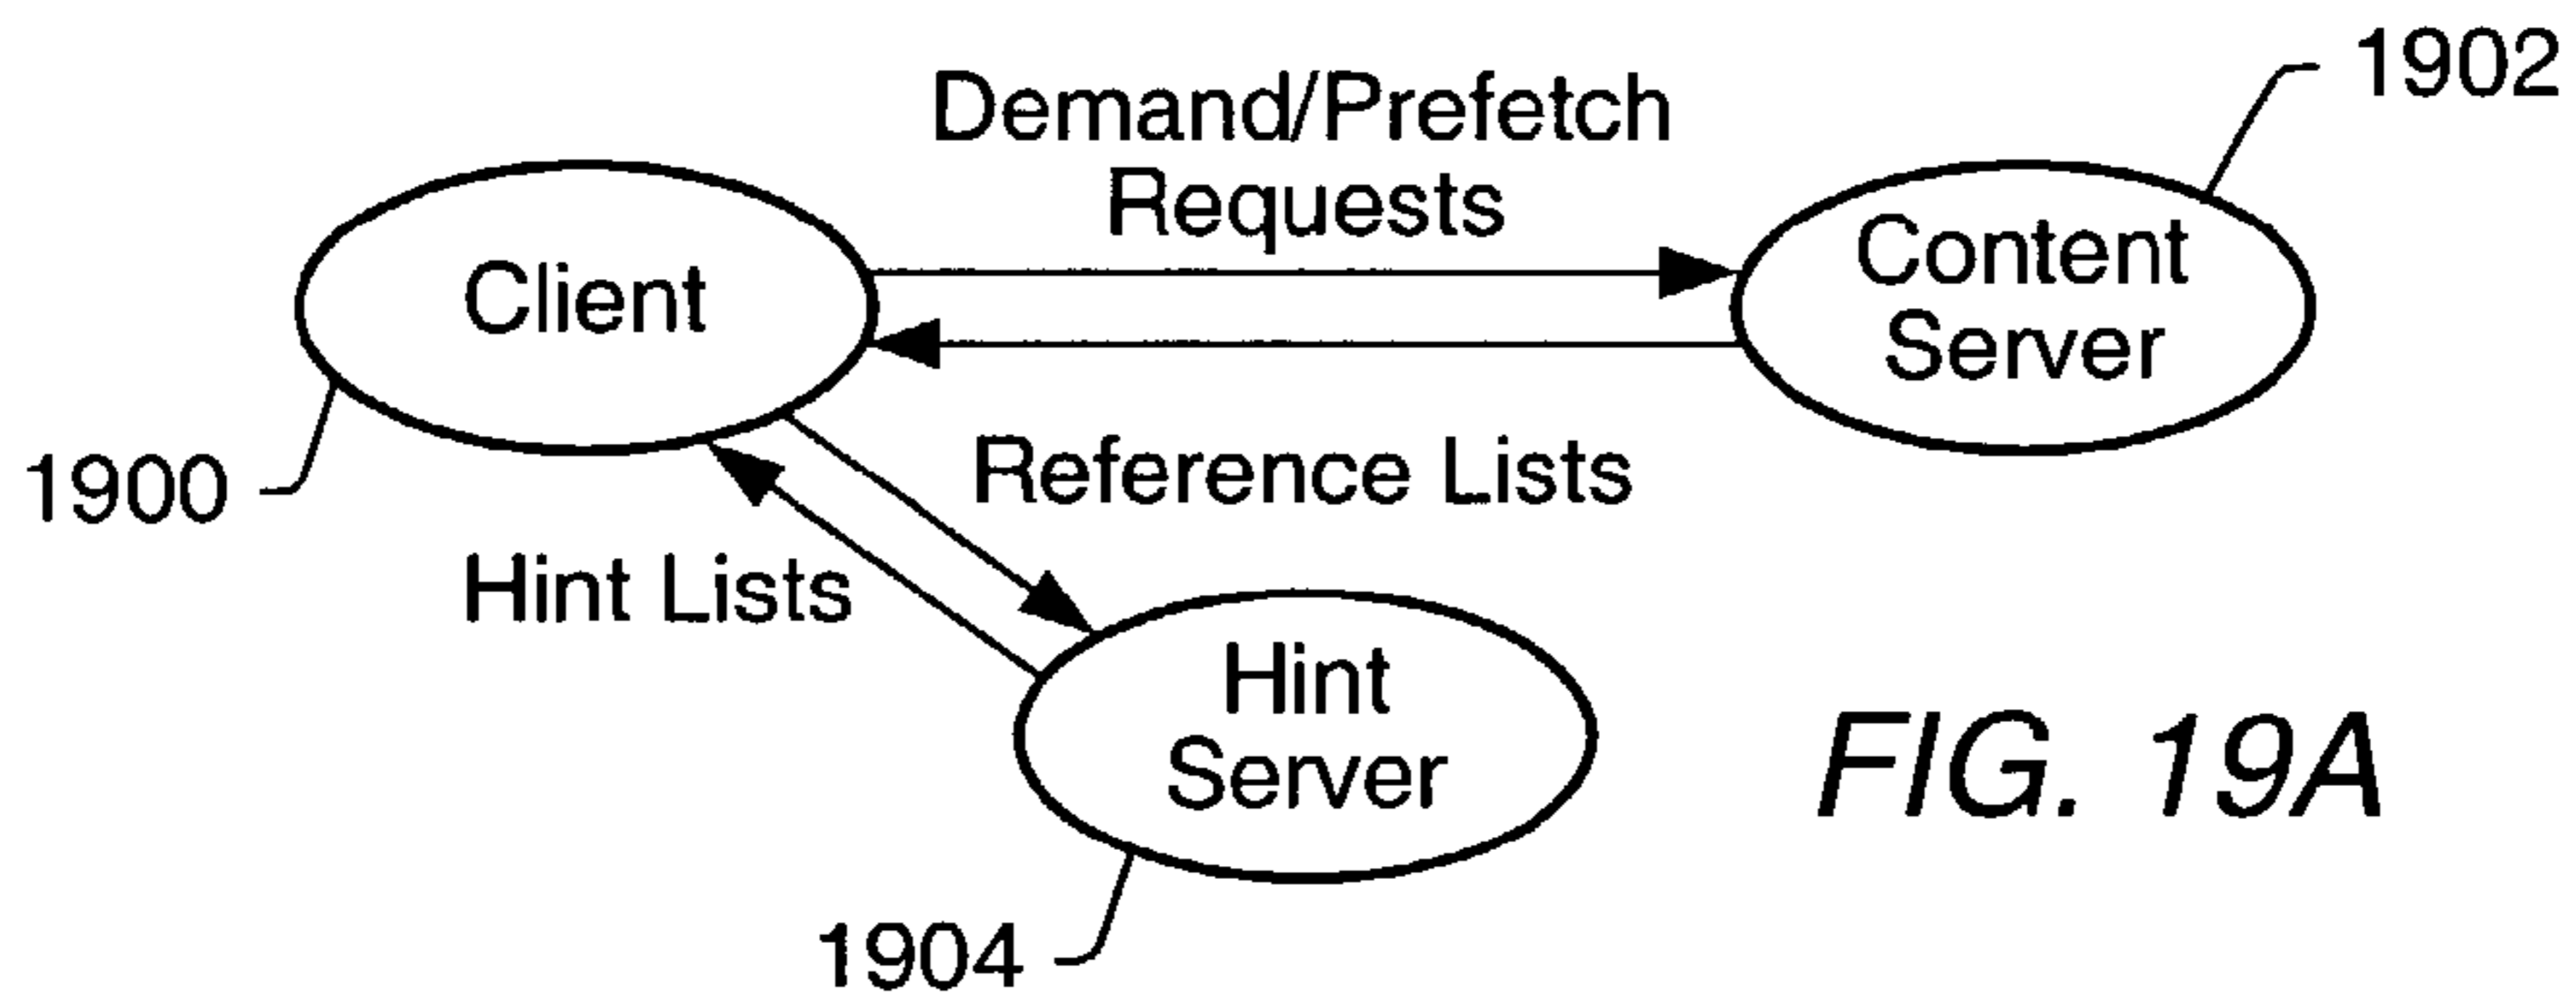 1902
Demand/Prefetch
Requests
Client
Content
Server
1900
Reference Lists
Hint Lists
Hint
Server
FIG. 19A
1904